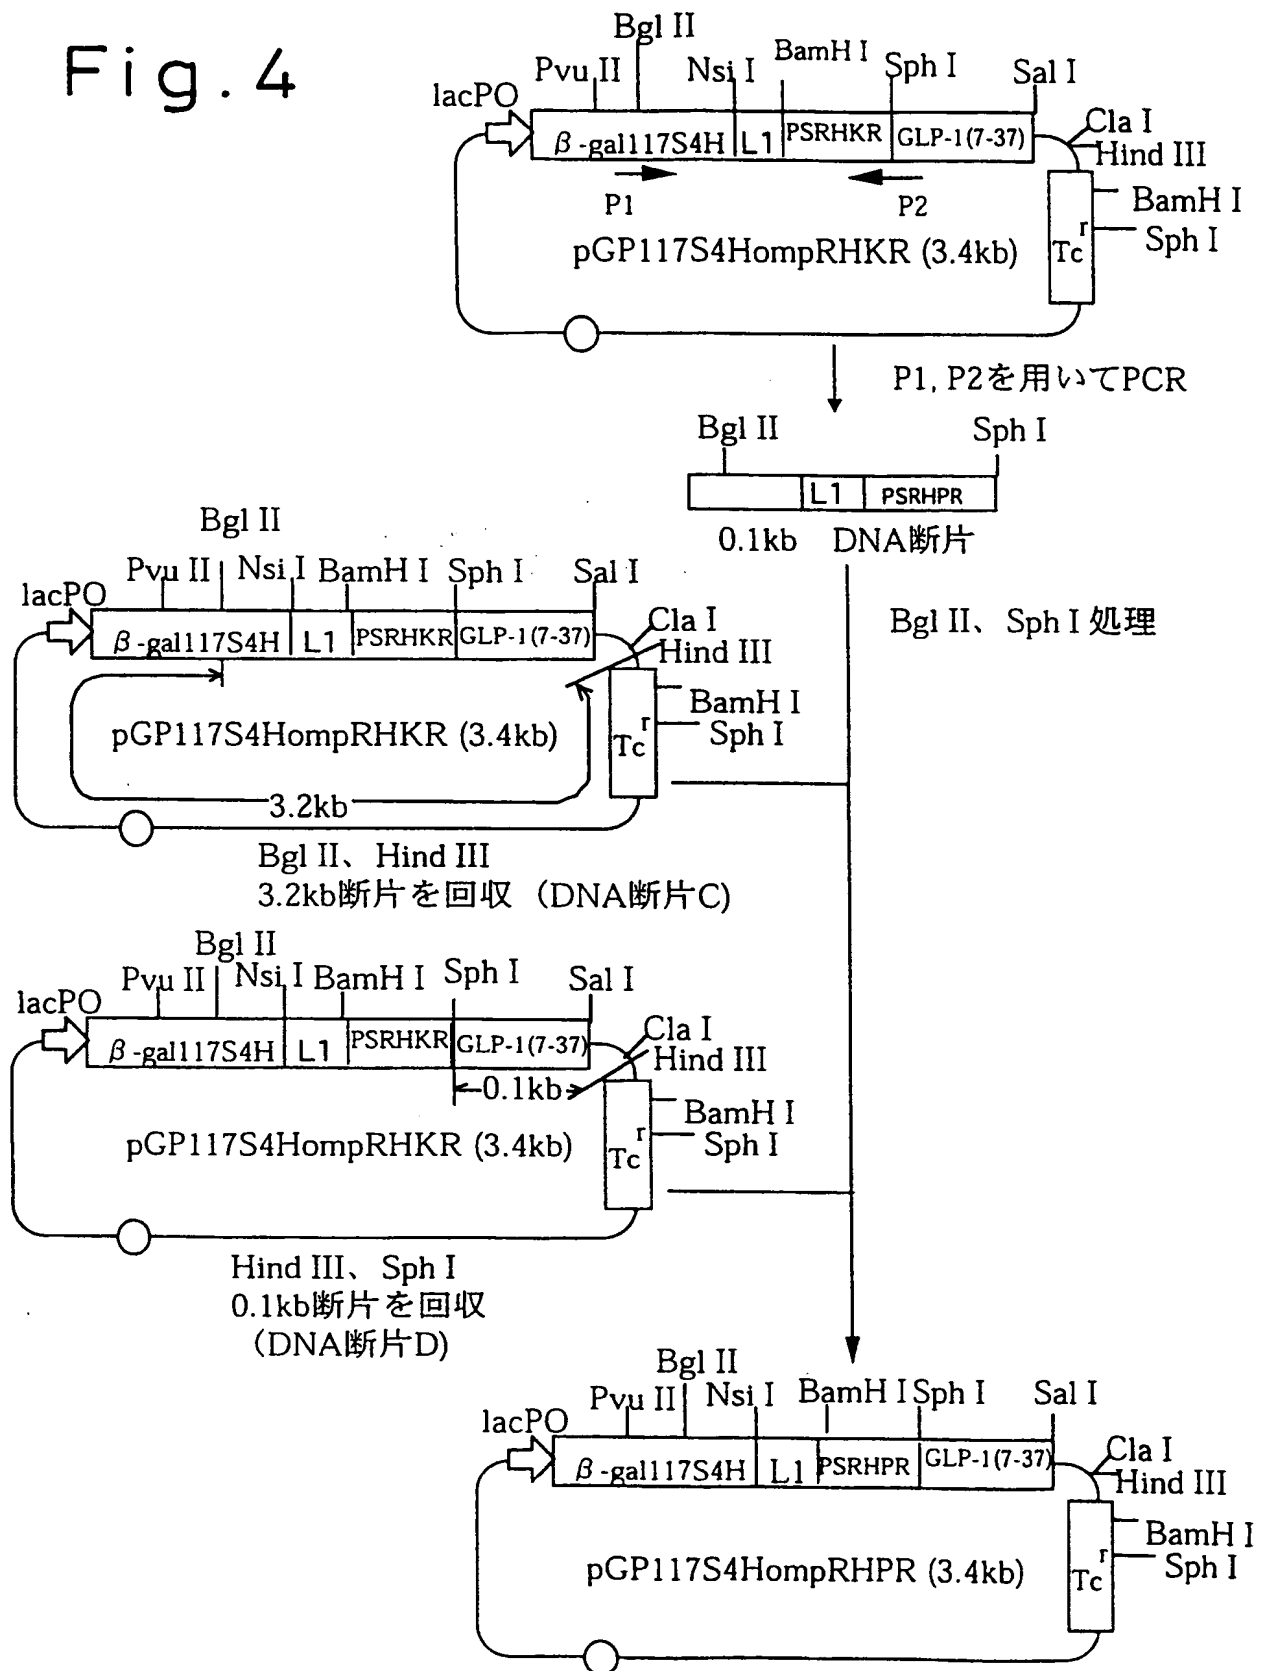 Fig. 4
Bgl II
Pvu II
Nsi I
BamH I
Sph I
Sal I
lacPO
β-gal117S4H
L1
PSRHKR
GLP-1(7-37)
Cla I
Hind III
P1
P2
BamH I
Sph I
Tc r
pGP117S4HompRHKR (3.4kb)
P1, P2を用いてPCR
Bgl II
Sph I
L1
PSRHPR
0.1kb DNA断片
Bgl II、Sph I 処理
Bgl II
Pvu II
Nsi I
BamH I
Sph I
Sal I
lacPO
β-gal117S4H
L1
PSRHKR
GLP-1(7-37)
Cla I
Hind III
BamH I
Sph I
Tc r
pGP117S4HompRHKR (3.4kb)
3.2kb
Bgl II、Hind III
3.2kb断片を回収（DNA断片C)
Bgl II
Pvu II
Nsi I
BamH I
Sph I
Sal I
lacPO
β-gal117S4H
L1
PSRHKR
GLP-1(7-37)
Cla I
Hind III
0.1kb
BamH I
Sph I
Tc r
pGP117S4HompRHKR (3.4kb)
Hind III、Sph I
0.1kb断片を回収
（DNA断片D)
Bgl II
Pvu II
Nsi I
BamH I
Sph I
Sal I
lacPO
β-gal117S4H
L1
PSRHPR
GLP-1(7-37)
Cla I
Hind III
BamH I
Sph I
Tc r
pGP117S4HompRHPR (3.4kb)